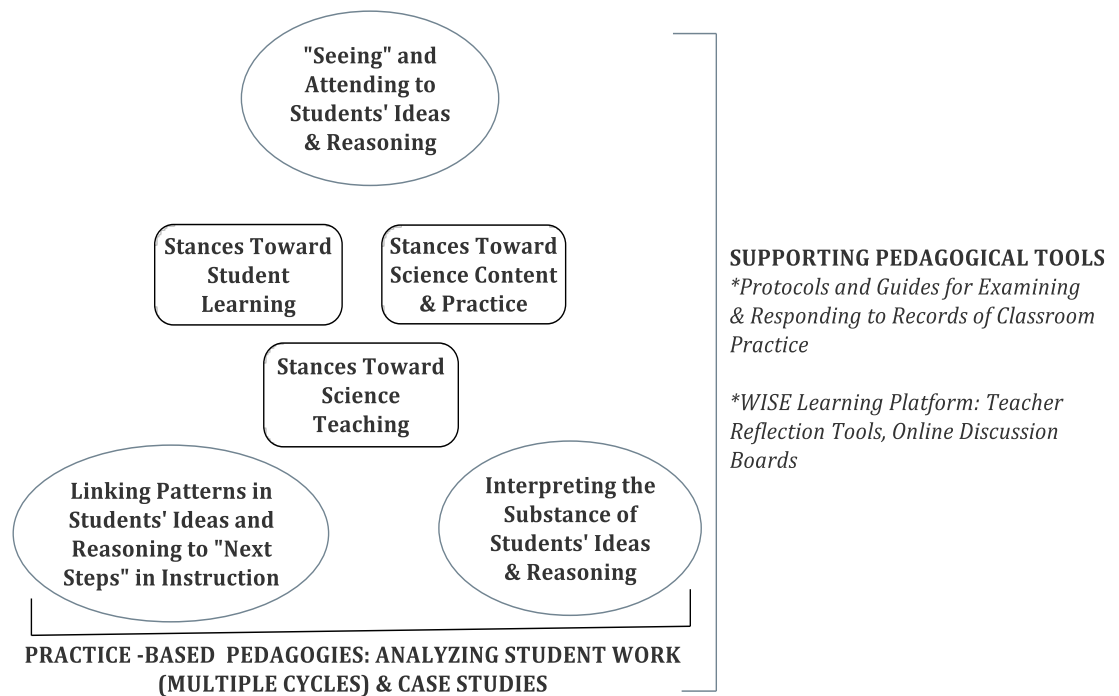 "Seeing" and
Attending to
Students' Ideas
& Reasoning
Stances Toward
Student
Learning
Stances Toward
Science Content
& Practice
Stances Toward
Science
Teaching
Linking Patterns in
Students' Ideas and
Reasoning to "Next
Steps" in Instruction
Interpreting the
Substance of
Students' Ideas
& Reasoning
PRACTICE -BASED PEDAGOGIES: ANALYZING STUDENT WORK
(MULTIPLE CYCLES) & CASE STUDIES
SUPPORTING PEDAGOGICAL TOOLS
*Protocols and Guides for Examining
& Responding to Records of Classroom
Practice
*WISE Learning Platform: Teacher
Reflection Tools, Online Discussion
Boards